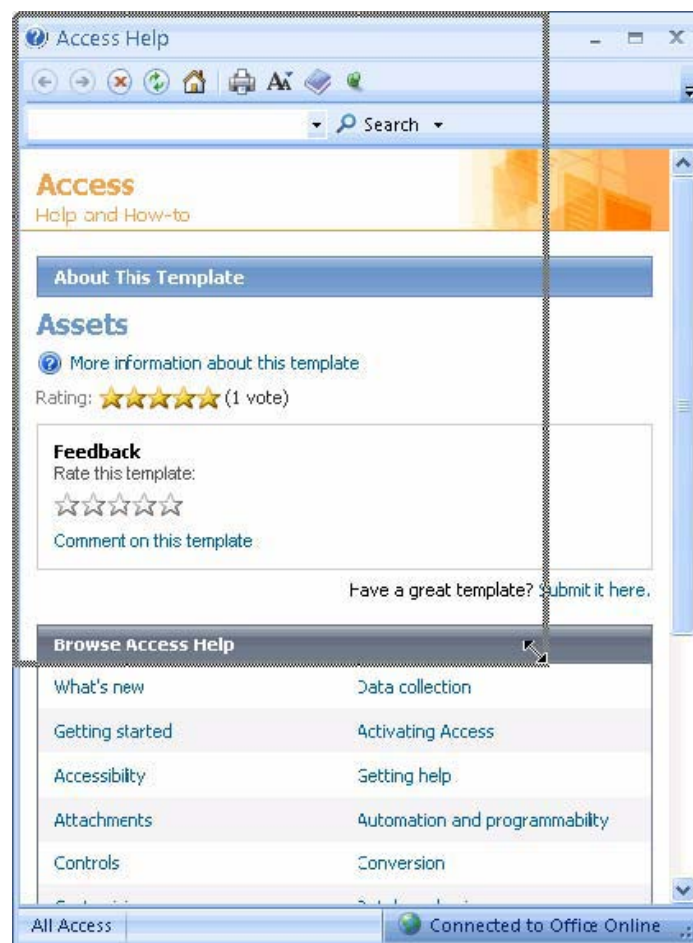 Access Help
Search
Access
Help and How-to
About This Template
Assets
More information about this template
Rating: (1 vote)
Feedback
Rate this template:
Comment on this template
Have a great template? Submit it here.
Browse Access Help
What's new Data collection
Getting started Activating Access
Accessibility Getting help
Attachments Automation and programmability
Controls Conversion
All Access Connected to Office Online